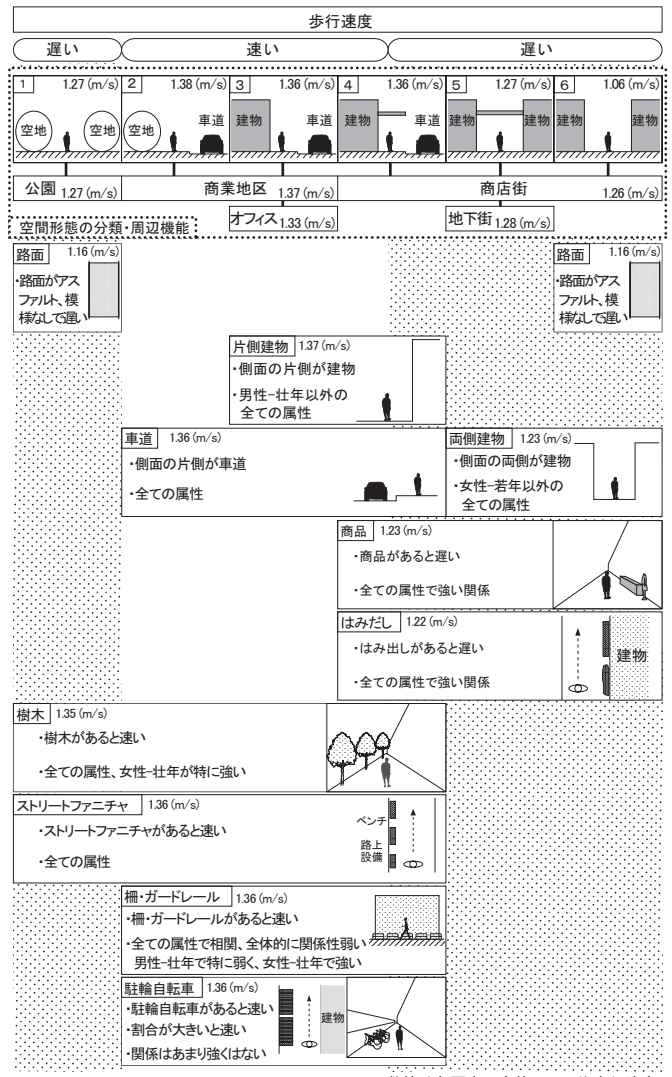 歩行速度
遅い 速い 遅い
1 1.27(m/s) 2 1.38(m/s) 3 1.36(m/s) 4 1.36(m/s) 5 1.27(m/s) 6 1.06(m/s)
車道 建物 車道 建物 車道 建物 建物 建物 建物
空地 空地 空地
公園 1.27(m/s) 商業地区 1.37(m/s) 商店街 1.26(m/s)
オフィス 1.33(m/s) 地下街 1.28(m/s)
空間形態の分類・周辺機能
路面 1.16(m/s)
・路面がアス
ファルト、模
様なしで遅い
路面 1.16(m/s)
・路面がアス
ファルト、模
様なしで遅い
片側建物 1.37(m/s)
・側面の片側が建物
・男性-壮年以外の
全ての属性
車道 1.36(m/s)
・側面の片側が車道
・全ての属性
両側建物 1.23(m/s)
・側面の両側が建物
・女性-若年以外の
全ての属性
商品 1.23(m/s)
・商品があると遅い
・全ての属性で強い関係
はみだし 1.22(m/s)
・はみ出しがあると遅い
・全ての属性で強い関係
建物
樹木 1.35(m/s)
・樹木があると速い
・全ての属性、女性-壮年が特に強い
ストリートファニチャ 1.36(m/s)
・ストリートファニチャがあると速い
・全ての属性
ベンチ
路上
設備
柵・ガードレール 1.36(m/s)
・柵・ガードレールがあると速い
・全ての属性で相関、全体的に関係性弱い
男性-壮年で特に弱く、女性-壮年で強い
駐輪自転車 1.36(m/s)
・駐輪自転車があると速い
・割合が大きいと速い
・関係はあまり強くはない
建物